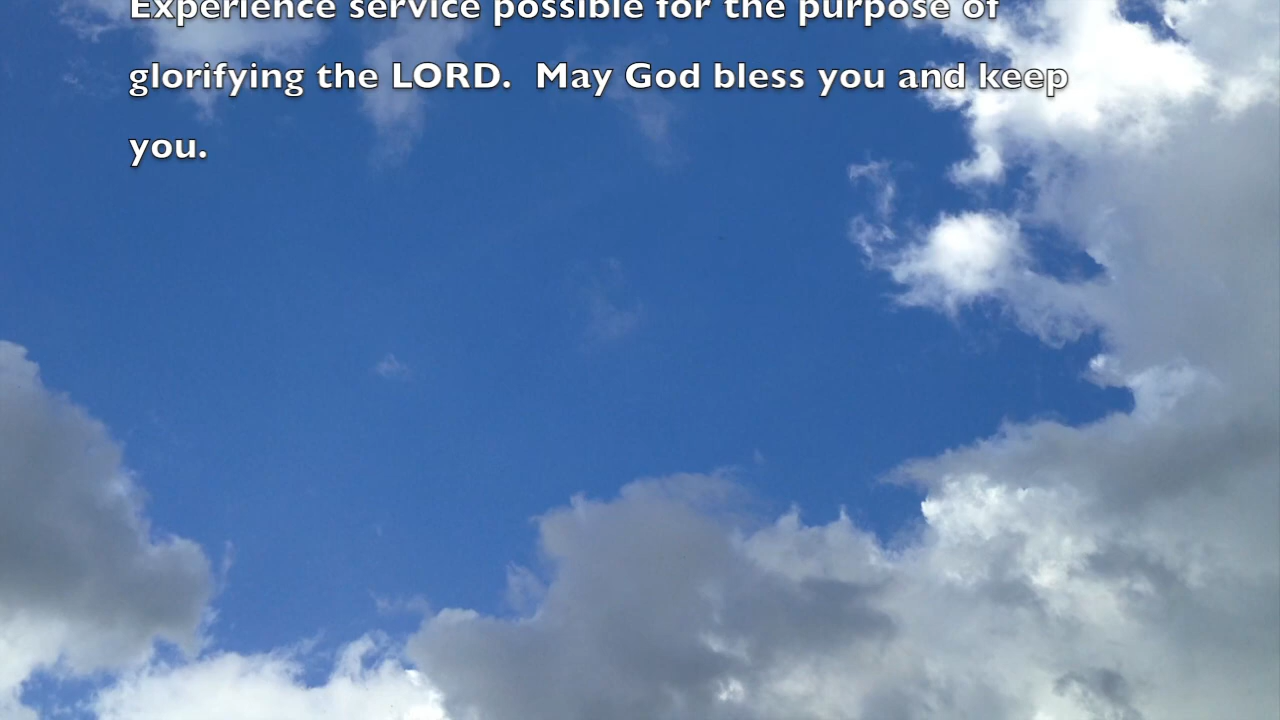 Experience service possible for the purpose of
glorifying the LORD.  May God bless you and keep
you.